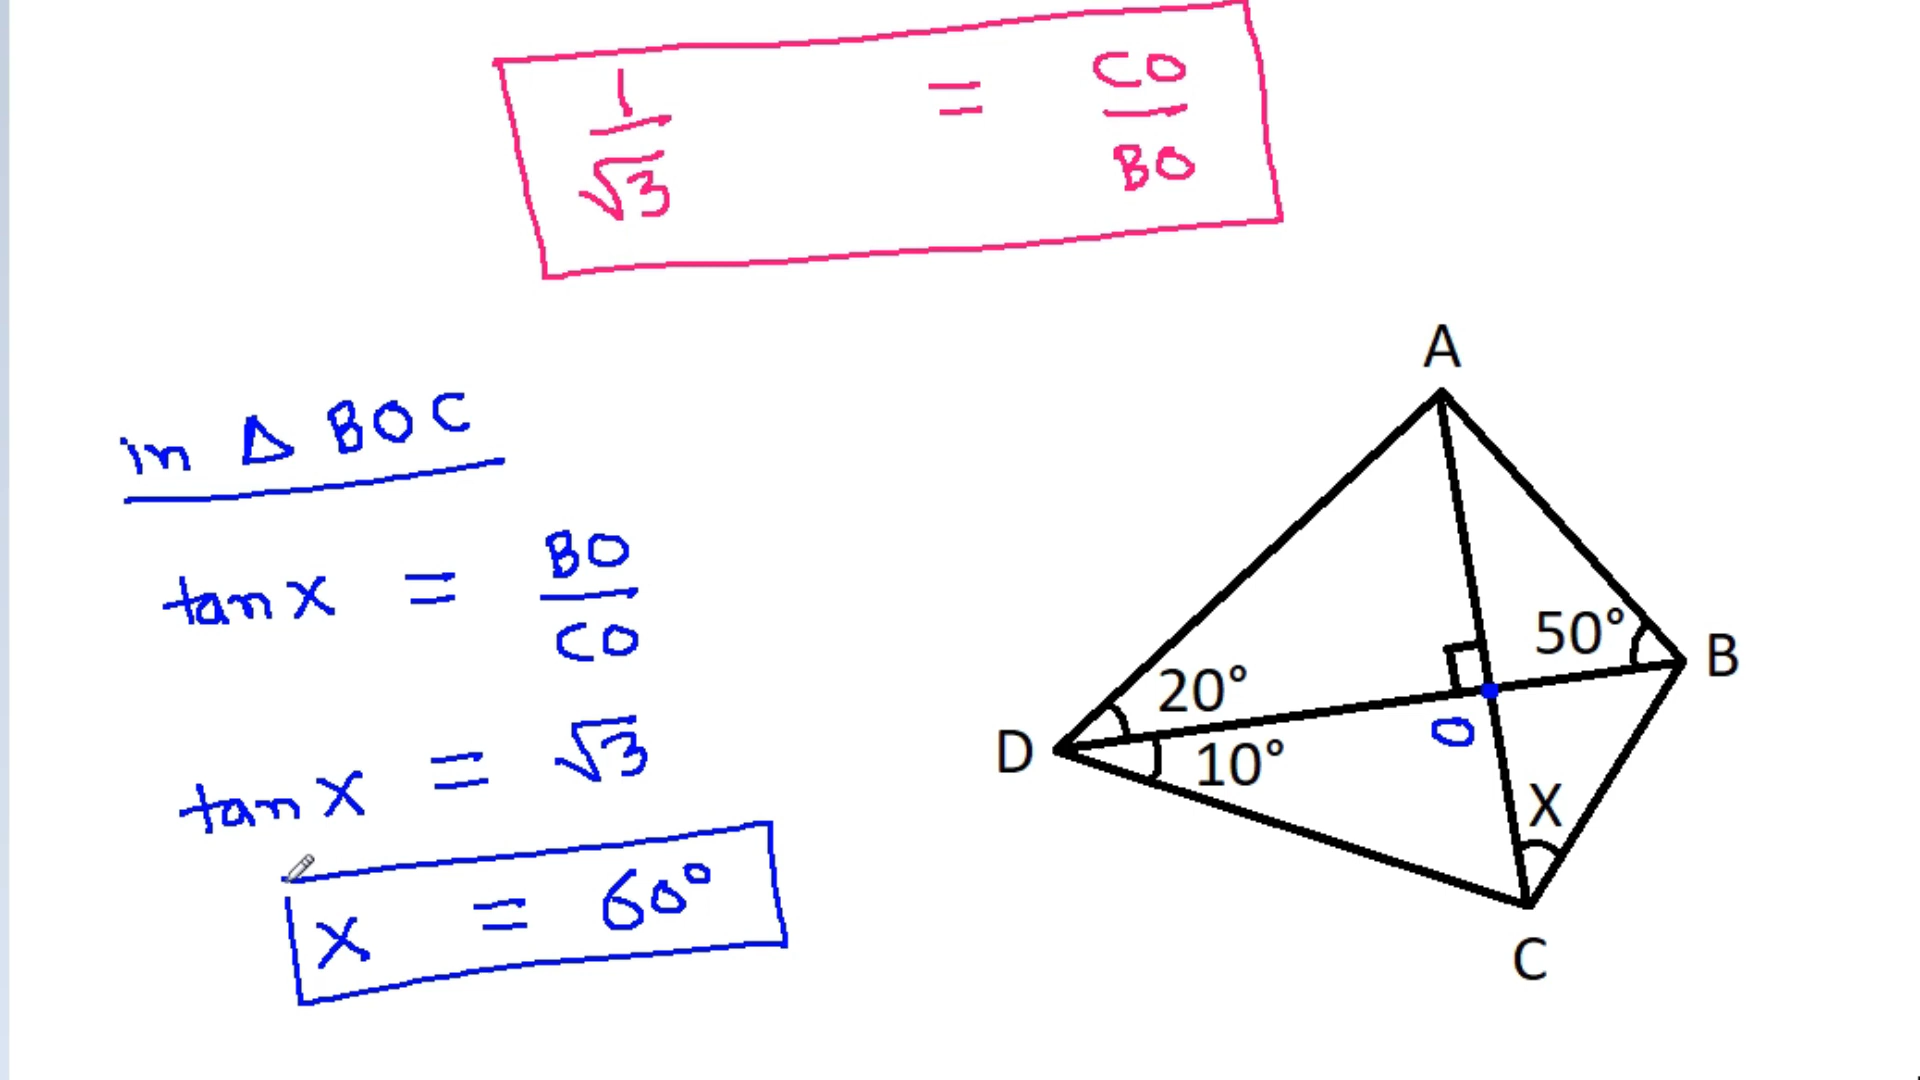 1/√3 = CO/BO
in Δ BOC
tan X = BO/CO
tan X = √3
X = 60°
A
50°
B
20°
D
10°
O
X
C